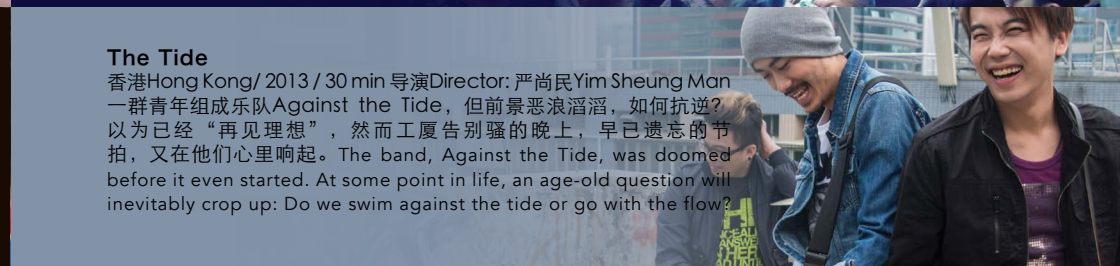 The Tide
香港Hong Kong/ 2013 / 30 min 导演Director: 严尚民Yim Sheung Man
一群青年组成乐队Against the Tide，但前景恶浪滔滔，如何抗逆?
以为已经“再见理想”，然而工厦告别骚的晚上，早已遗忘的节
拍，又在他们心里响起。The band, Against the Tide, was doomed
before it even started. At some point in life, an age-old question will
inevitably crop up: Do we swim against the tide or go with the flow?